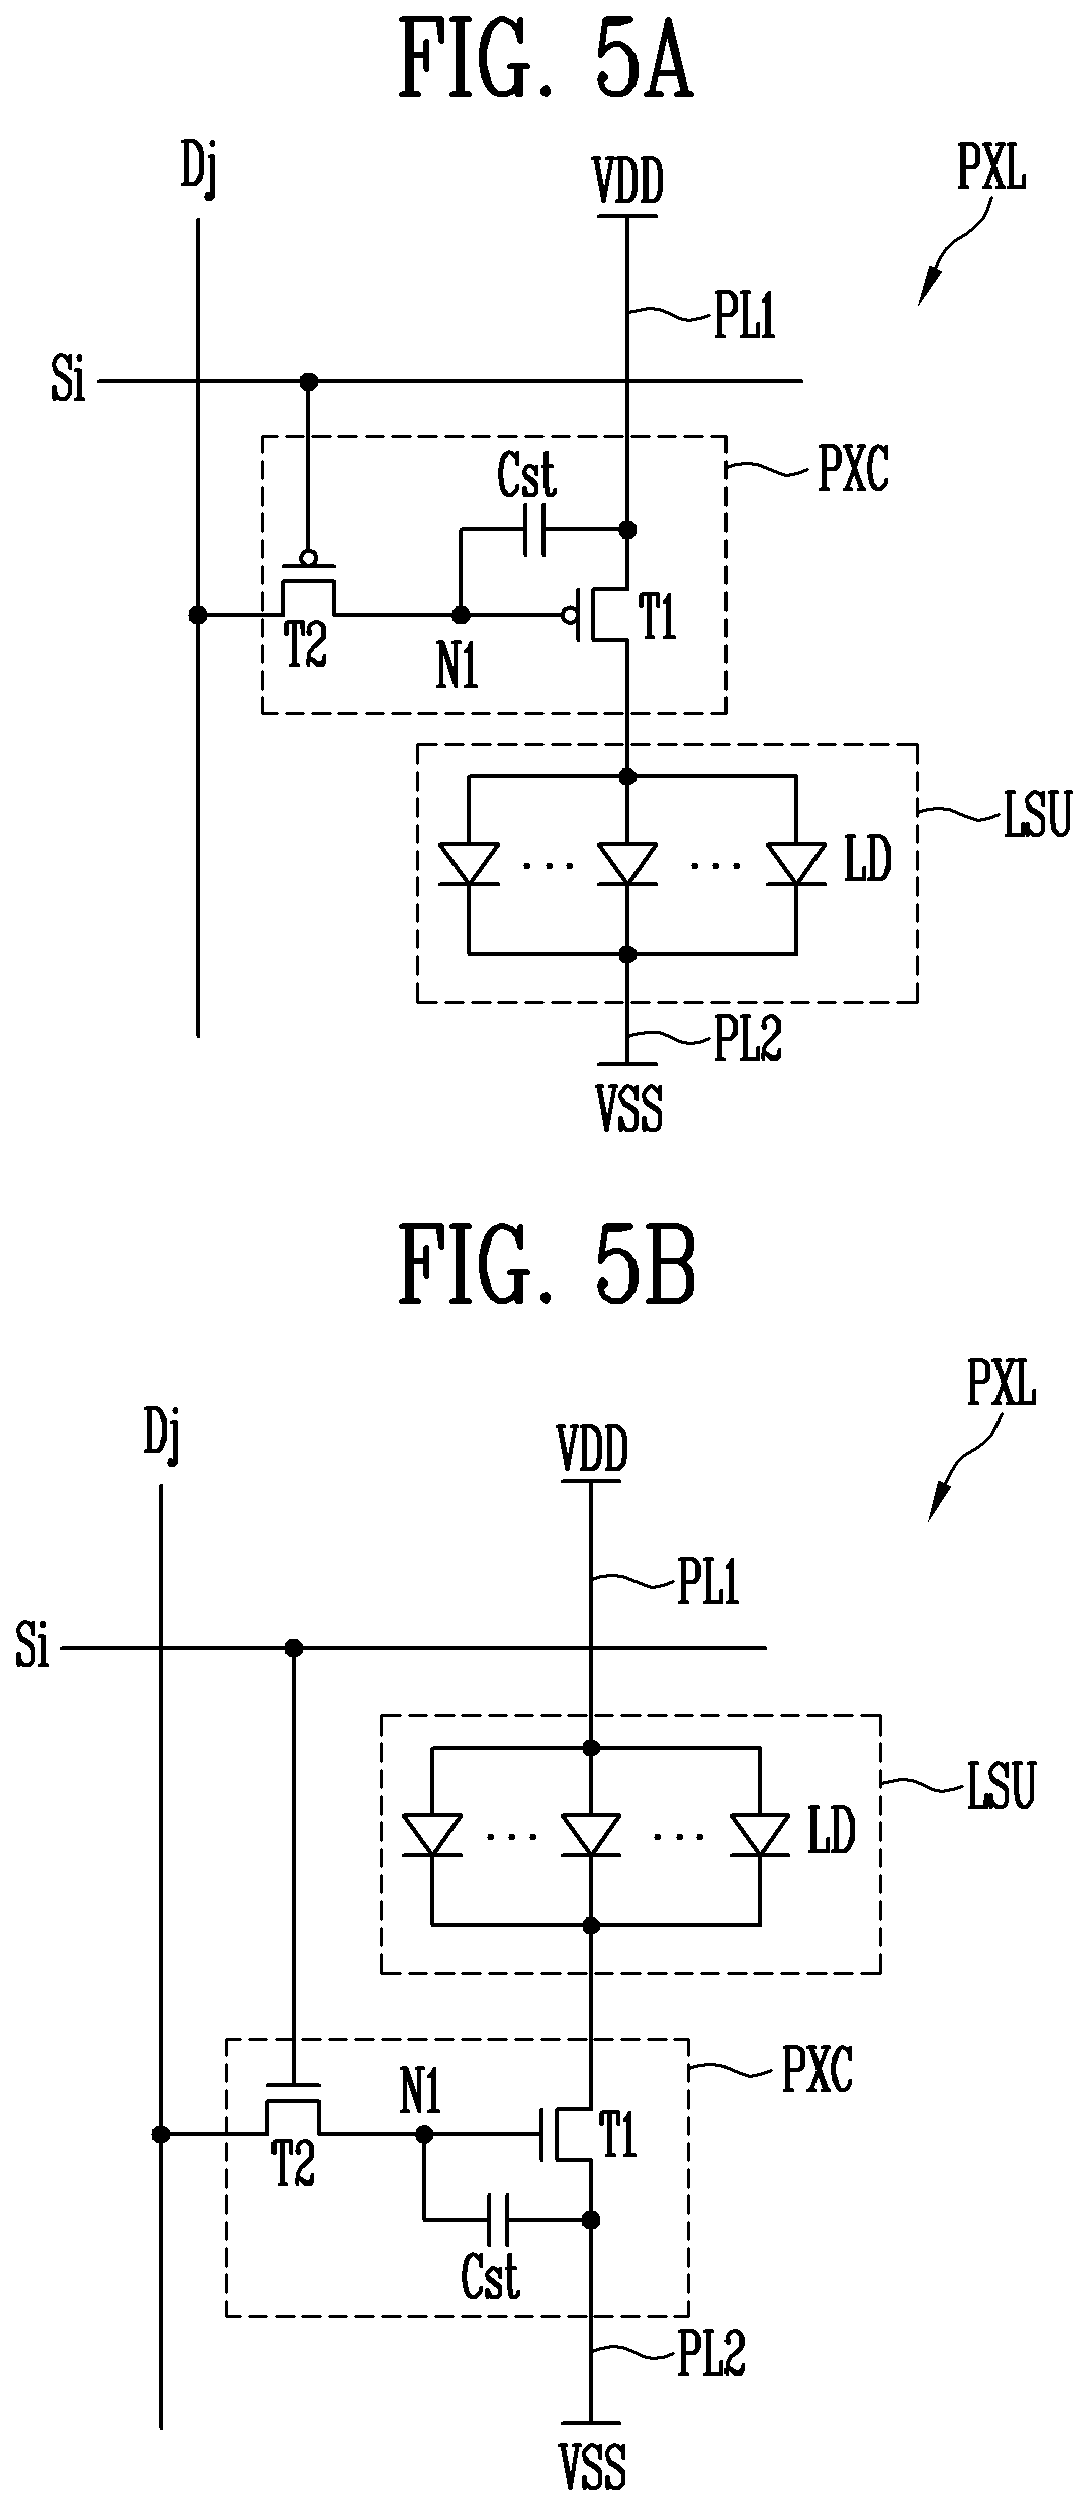 FIG. 5A
Dj
VDD
PXL
PL1
Si
PXC
Cst
T1
T2
N1
LSU
LD
PL2
VSS
FIG. 5B
PXL
Dj
VDD
PL1
Si
LSU
LD
PXC
N1
T1
T2
Cst
PL2
VSS